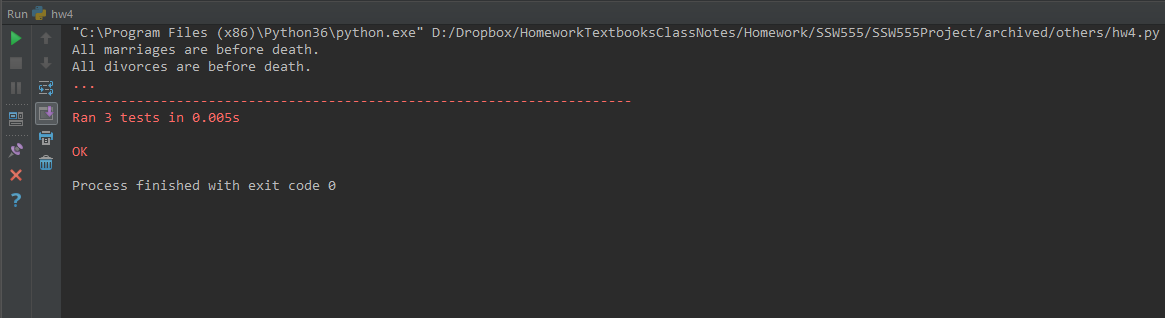 Run hw4
"C:\Program Files (x86)\Python36\python.exe" D:/Dropbox/HomeworkTextbooksClassNotes/Homework/SSW555/SSW555Project/archived/others/hw4.py
All marriages are before death.
All divorces are before death.
...
----------------------------------------------------------------------
Ran 3 tests in 0.005s
OK
Process finished with exit code 0